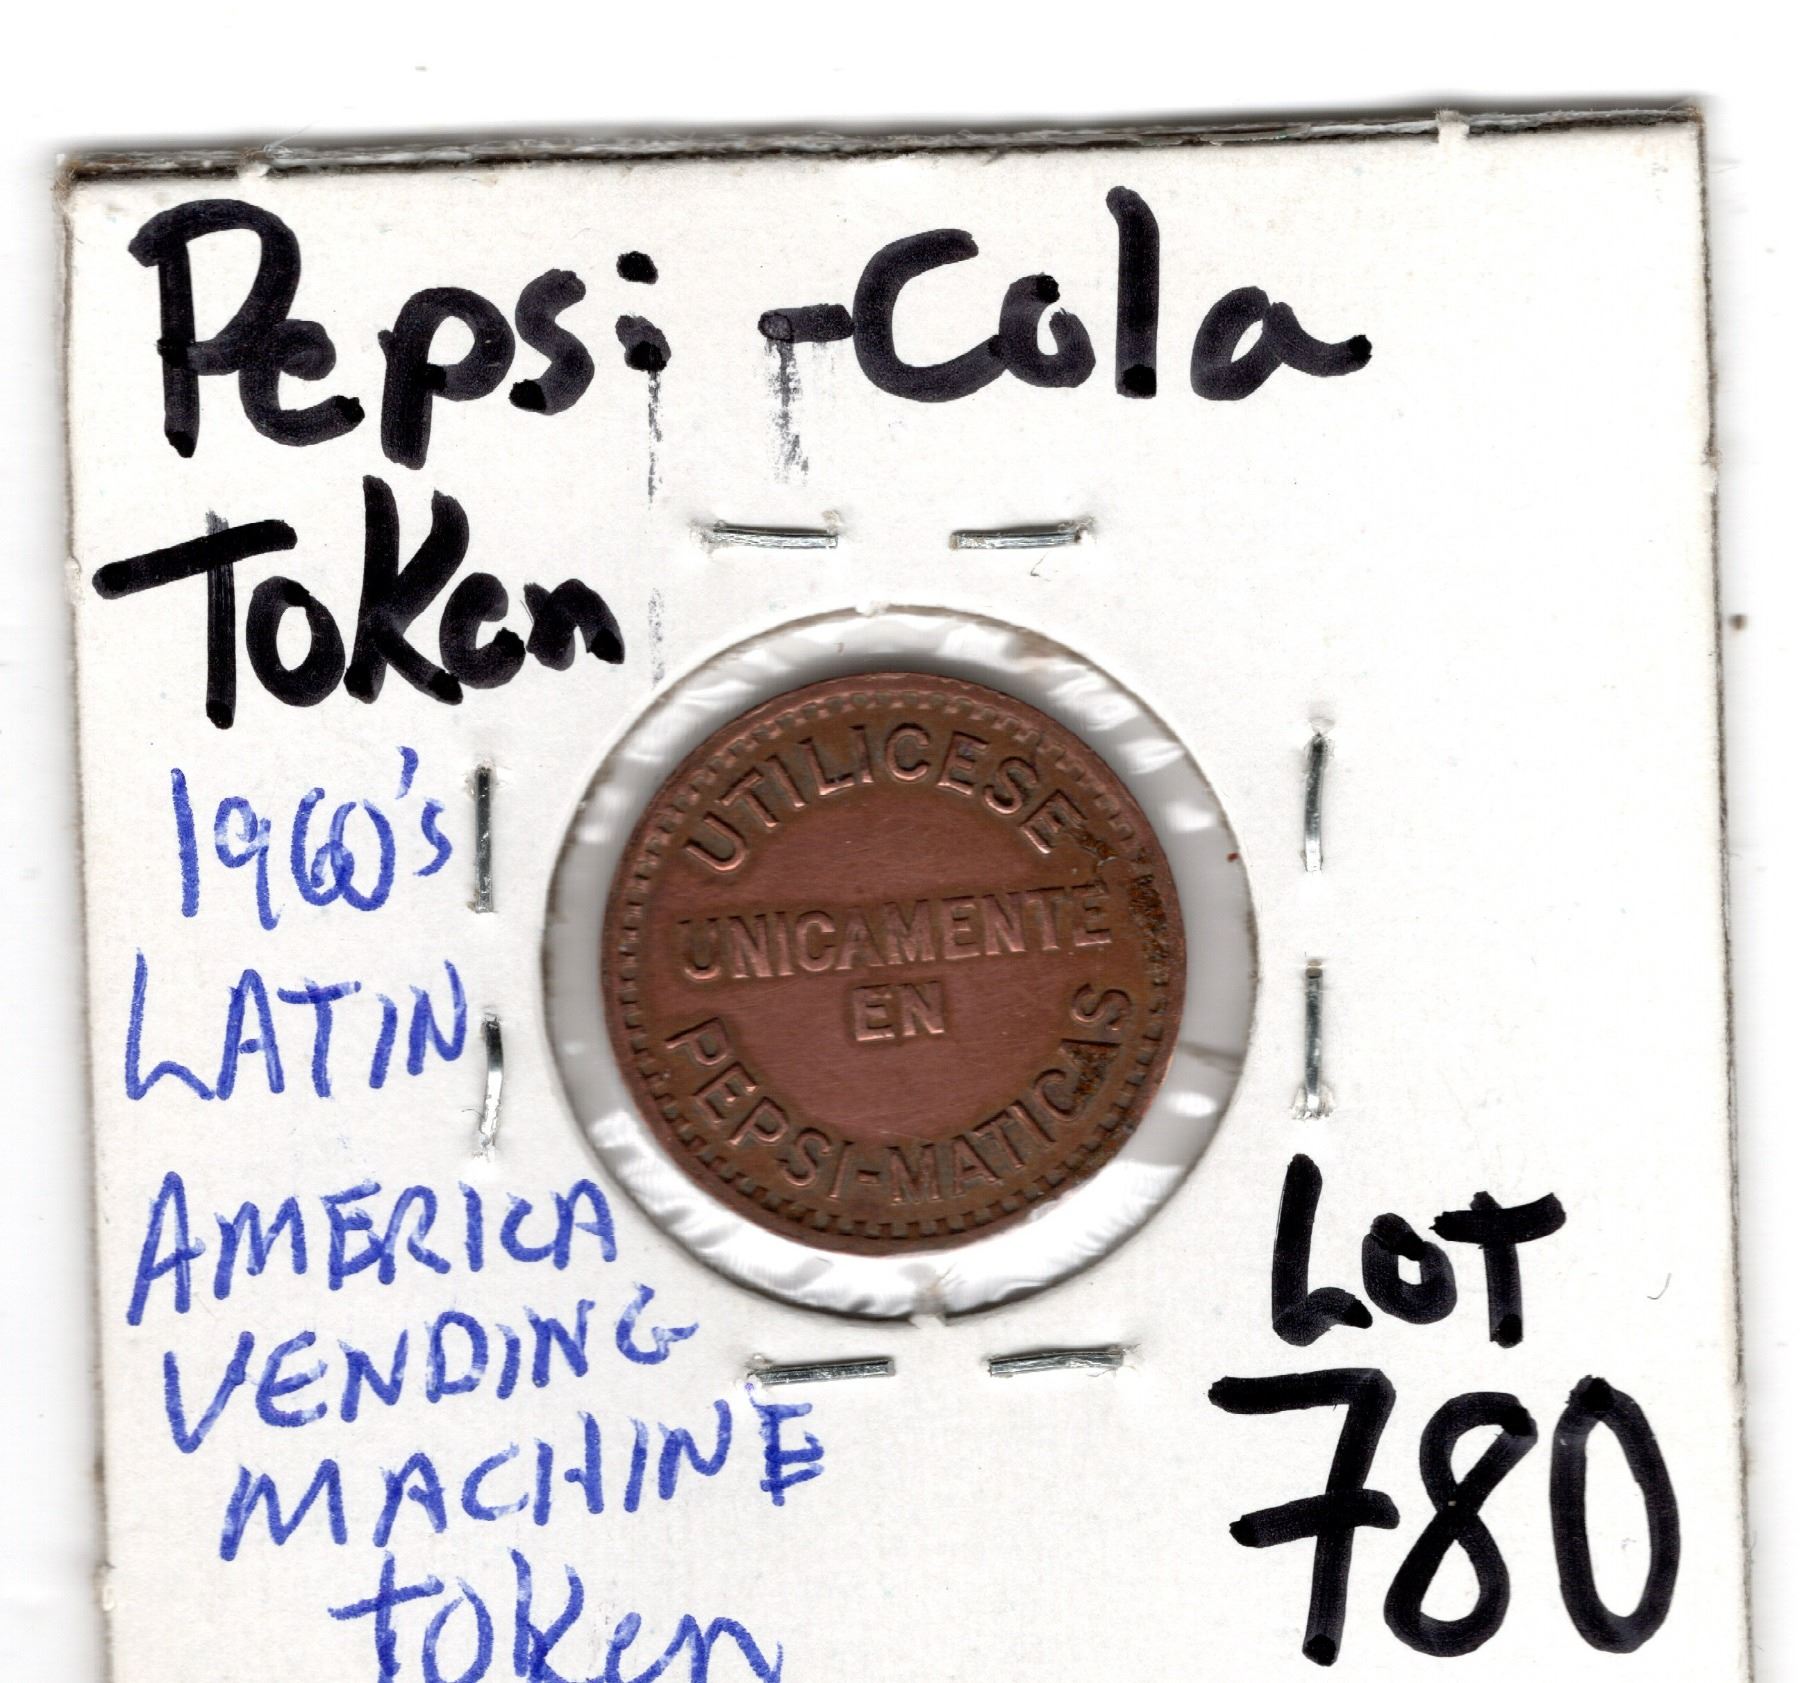 Pepsi-Cola
Token
1960's
LATIN
AMERICA
VENDING
MACHINE
Token
UTILICESE
UNICAMENTE
EN
PEPSI-MATICAS
LOT
780